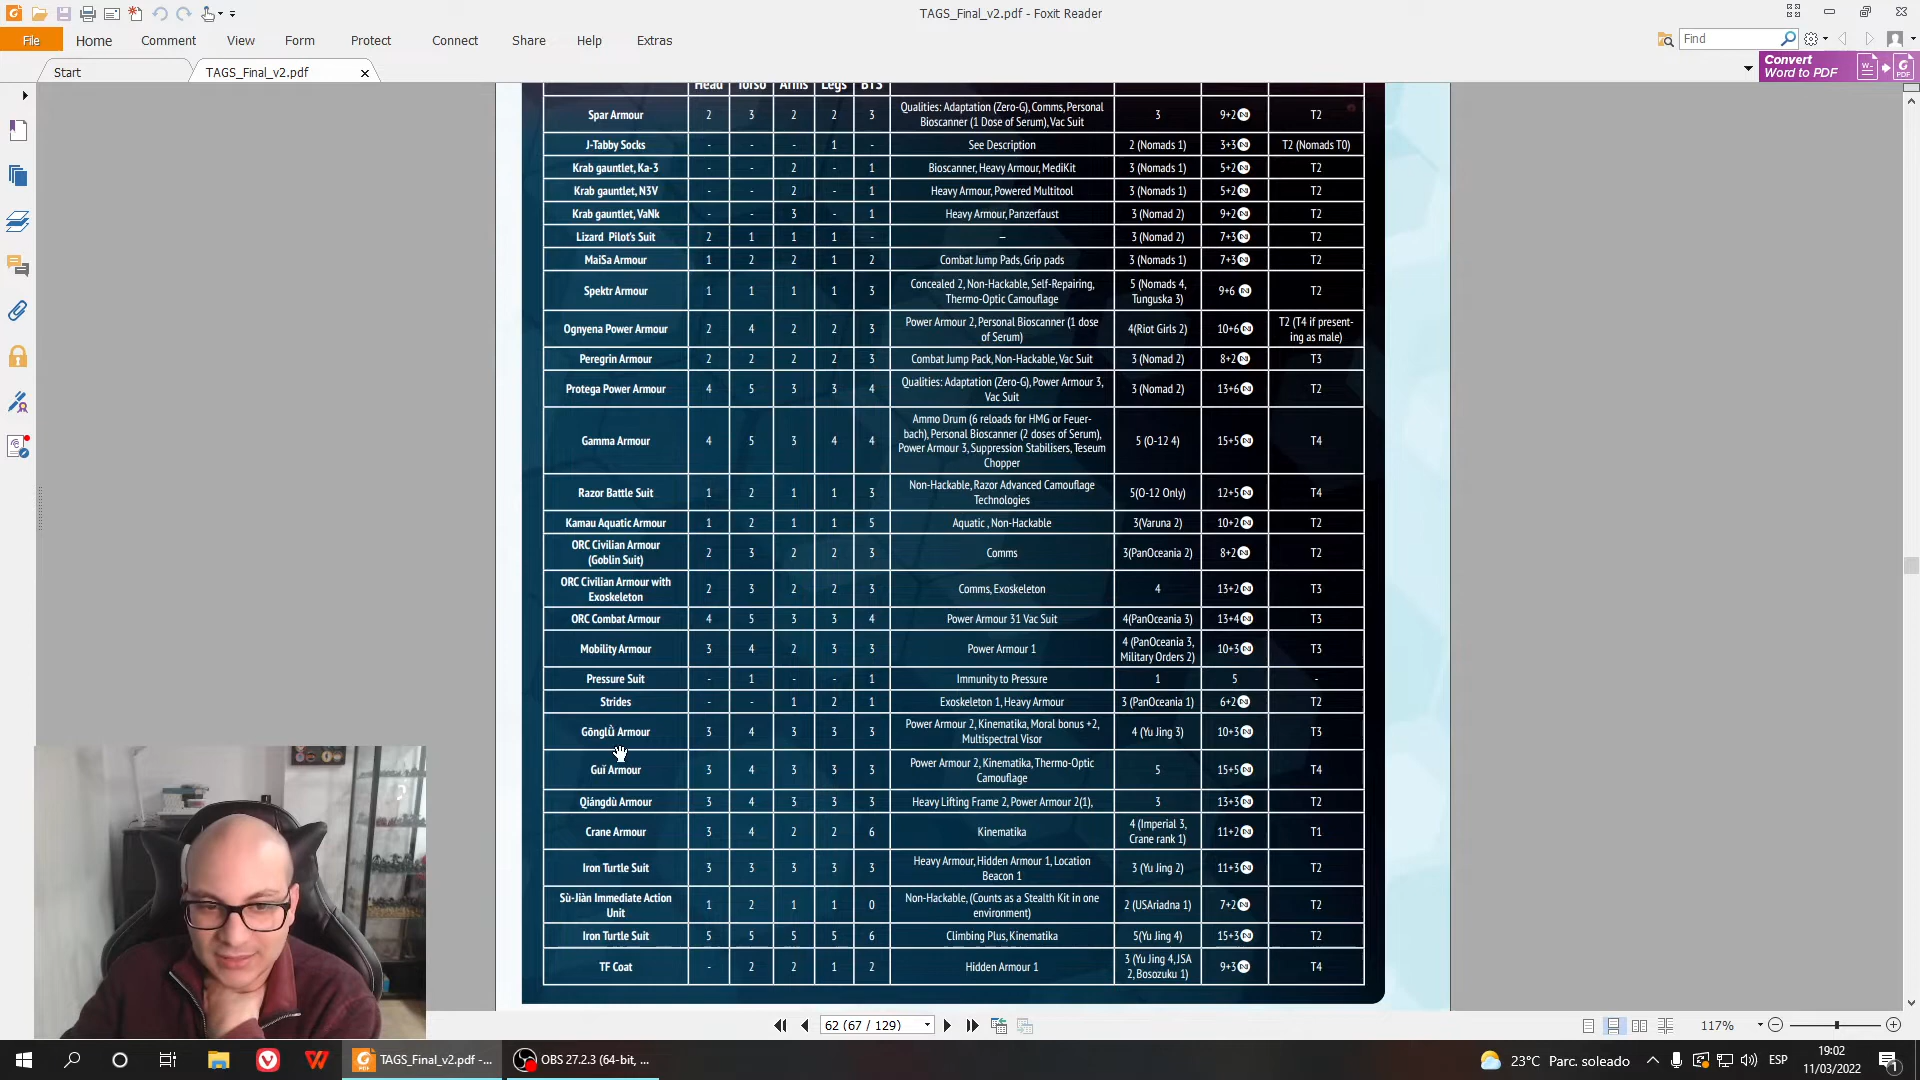 TAGS_Final_v2.pdf - Foxit Reader
File Home Comment View Form Protect Connect Share Help Extras
Find
Start TAGS_Final_v2.pdf
Convert
Word to PDF
Head Torso Arms Legs BTS
Spar Armour 2 3 2 2 3 Qualities: Adaptation (Zero-G), Comms, Personal Bioscanner (1 Dose of Serum), Vac Suit 3 9+2 T2
J-Tabby Socks - - - 1 - See Description 2 (Nomads 1) 3+3 T2 (Nomads T0)
Krab gauntlet, Ka-3 - - 2 - 1 Bioscanner, Heavy Armour, MediKit 3 (Nomads 1) 5+2 T2
Krab gauntlet, N3V - - 2 - 1 Heavy Armour, Powered Multitool 3 (Nomads 1) 5+2 T2
Krab gauntlet, VaNk - - 3 - 1 Heavy Armour, Panzerfaust 3 (Nomad 2) 9+2 T2
Lizard Pilot's Suit 2 1 1 1 - — 3 (Nomad 2) 7+3 T2
MaiSa Armour 1 2 2 1 2 Combat Jump Pads, Grip pads 3 (Nomads 1) 7+3 T2
Spektr Armour 1 1 1 1 3 Concealed 2, Non-Hackable, Self-Repairing, Thermo-Optic Camouflage 5 (Nomads 4, Tunguska 3) 9+6 T2
Ognyena Power Armour 2 4 2 2 3 Power Armour 2, Personal Bioscanner (1 dose of Serum) 4(Riot Girls 2) 10+6 T2 (T4 if present-ing as male)
Peregrin Armour 2 2 2 2 3 Combat Jump Pack, Non-Hackable, Vac Suit 3 (Nomad 2) 8+2 T3
Protega Power Armour 4 5 3 3 4 Qualities: Adaptation (Zero-G), Power Armour 3, Vac Suit 3 (Nomad 2) 13+6 T2
Gamma Armour 4 5 3 4 4 Ammo Drum (6 reloads for HMG or Feuer-bach), Personal Bioscanner (2 doses of Serum), Power Armour 3, Suppression Stabilisers, Teseum Chopper 5 (O-12 4) 15+5 T4
Razor Battle Suit 1 2 1 1 3 Non-Hackable, Razor Advanced Camouflage Technologies 5(O-12 Only) 12+5 T4
Kamau Aquatic Armour 1 2 1 1 5 Aquatic , Non-Hackable 3(Varuna 2) 10+2 T2
ORC Civilian Armour (Goblin Suit) 2 3 2 2 3 Comms 3(PanOceania 2) 8+2 T2
ORC Civilian Armour with Exoskeleton 2 3 2 2 3 Comms, Exoskeleton 4 13+2 T3
ORC Combat Armour 4 5 3 3 4 Power Armour 31 Vac Suit 4(PanOceania 3) 13+4 T3
Mobility Armour 3 4 2 3 3 Power Armour 1 4 (PanOceania 3, Military Orders 2) 10+3 T3
Pressure Suit - 1 - - 1 Immunity to Pressure 1 5 -
Strides - - 1 2 1 Exoskeleton 1, Heavy Armour 3 (PanOceania 1) 6+2 T2
Gōnglǜ Armour 3 4 3 3 3 Power Armour 2, Kinematika, Moral bonus +2, Multispectral Visor 4 (Yu Jing 3) 10+3 T3
Guǐ Armour 3 4 3 3 3 Power Armour 2, Kinematika, Thermo-Optic Camouflage 5 15+5 T4
Qiángdù Armour 3 4 3 3 3 Heavy Lifting Frame 2, Power Armour 2(1), 3 13+3 T2
Crane Armour 3 4 2 2 6 Kinematika 4 (Imperial 3, Crane rank 1) 11+2 T1
Iron Turtle Suit 3 3 3 3 3 Heavy Armour, Hidden Armour 1, Location Beacon 1 3 (Yu Jing 2) 11+3 T2
Sù-Jiàn Immediate Action Unit 1 2 1 1 0 Non-Hackable, (Counts as a Stealth Kit in one environment) 2 (USAriadna 1) 7+2 T2
Iron Turtle Suit 5 5 5 5 6 Climbing Plus, Kinematika 5(Yu Jing 4) 15+3 T2
TF Coat - 2 2 1 2 Hidden Armour 1 3 (Yu Jing 4, JSA 2, Bosozuku 1) 9+3 T4
62 (67 / 129) 117%
TAGS_Final_v2.pdf -... OBS 27.2.3 (64-bit, ... 23°C Parc. soleado ESP 19:02
11/03/2022